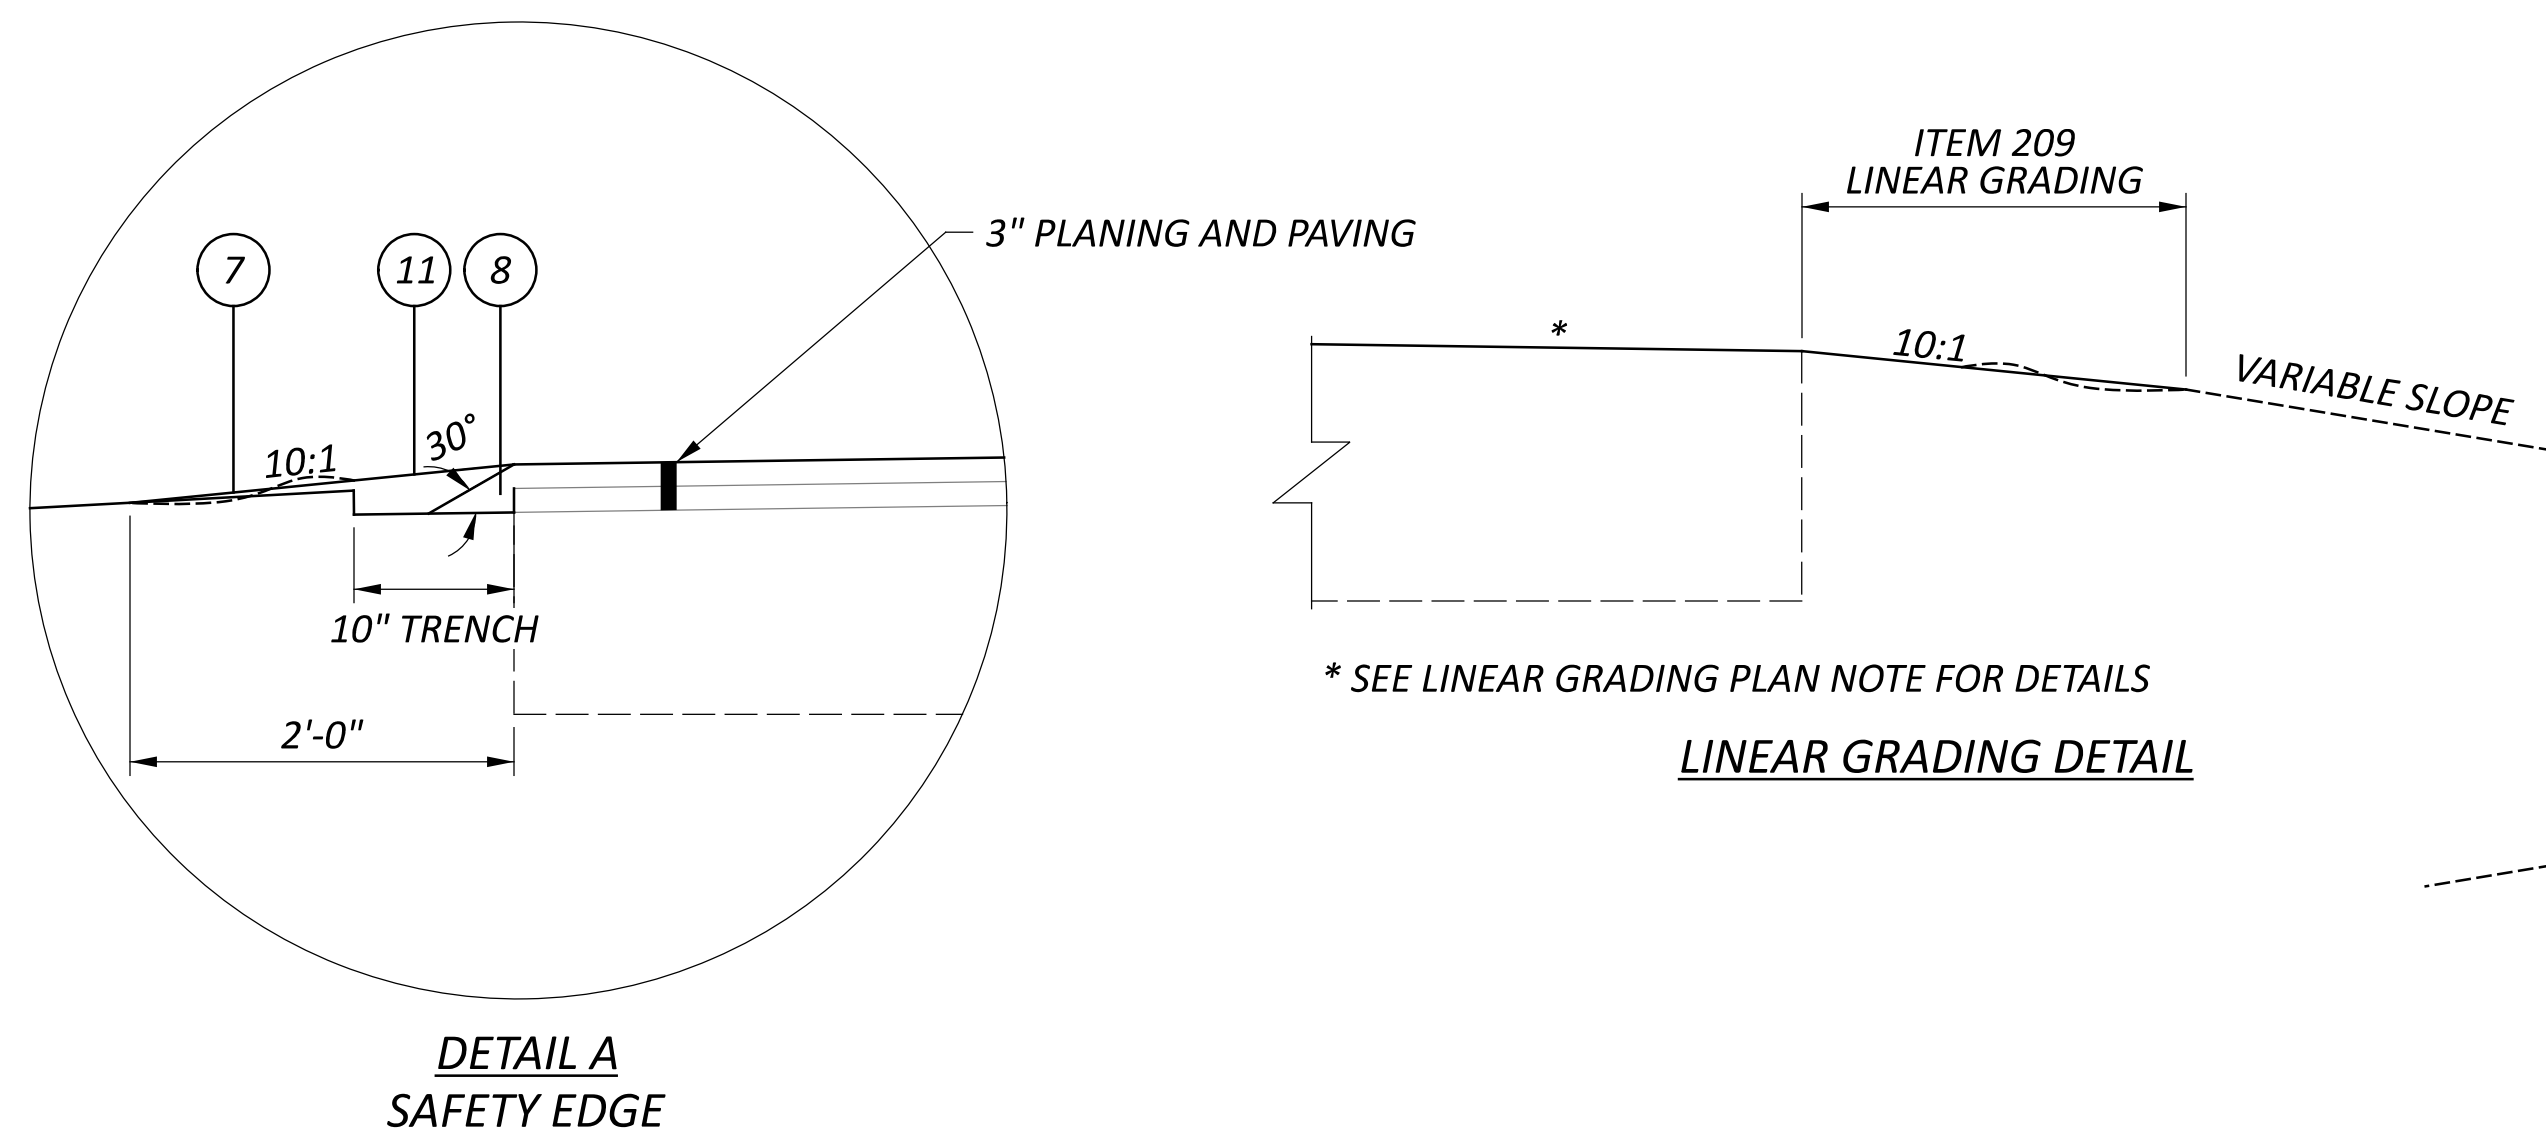 ITEM 209
LINEAR GRADING
3" PLANING AND PAVING
7
11
8
*
10:1
VARIABLE SLOPE
30°
10:1
10" TRENCH
* SEE LINEAR GRADING PLAN NOTE FOR DETAILS
2'-0"
LINEAR GRADING DETAIL
DETAIL A
SAFETY EDGE